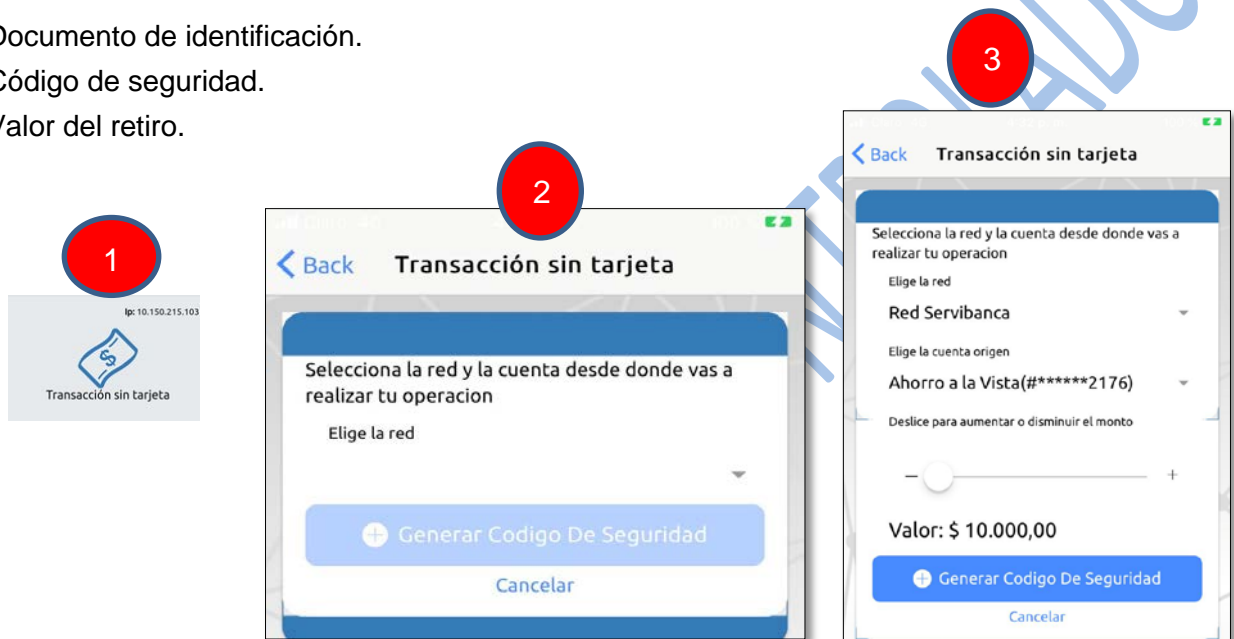 Documento de identificación.
Código de seguridad.
Valor del retiro.
1
Ip: 10.150.215.103
Transacción sin tarjeta
2
Back Transacción sin tarjeta
Selecciona la red y la cuenta desde donde vas a
realizar tu operacion
Elige la red
Generar Codigo De Seguridad
Cancelar
3
Back Transacción sin tarjeta
Selecciona la red y la cuenta desde donde vas a
realizar tu operacion
Elige la red
Red Servibanca
Elige la cuenta origen
Ahorro a la Vista(#******2176)
Deslice para aumentar o disminuir el monto
− +
Valor: $ 10.000,00
Generar Codigo De Seguridad
Cancelar